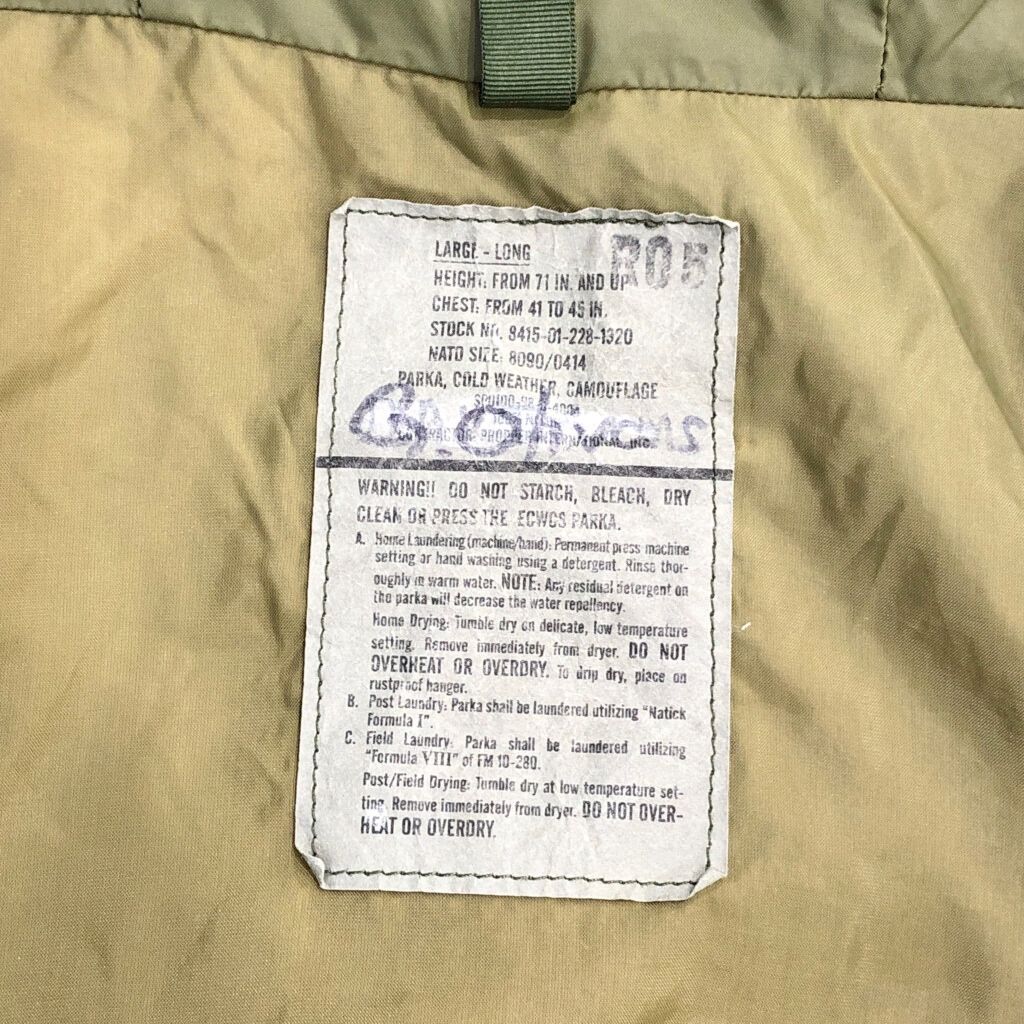 LARGE - LONG
R05
HEIGHT: FROM 71 IN. AND UP
CHEST: FROM 41 TO 45 IN.
STOCK NO. 8415-01-228-1320
NATO SIZE: 8090/0414
PARKA, COLD WEATHER, CAMOUFLAGE
CONTRACTOR: PROPPER INTERNATIONAL, INC.
WARNING!! DO NOT STARCH, BLEACH, DRY
CLEAN OR PRESS THE ECWCS PARKA.
A. Home Laundering (machine/hand): Permanent press machine
setting or hand washing using a detergent. Rinse thor-
oughly in warm water. NOTE: Any residual detergent on
the parka will decrease the water repellency.
Home Drying: Tumble dry on delicate, low temperature
setting. Remove immediately from dryer. DO NOT
OVERHEAT OR OVERDRY. To drip dry, place on
rustproof hanger.
B. Post Laundry: Parka shall be laundered utilizing "Natick
Formula I".
C. Field Laundry: Parka shall be laundered utilizing
"Formula VIII" of FM 10-280.
Post/Field Drying: Tumble dry at low temperature set-
ting. Remove immediately from dryer. DO NOT OVER-
HEAT OR OVERDRY.